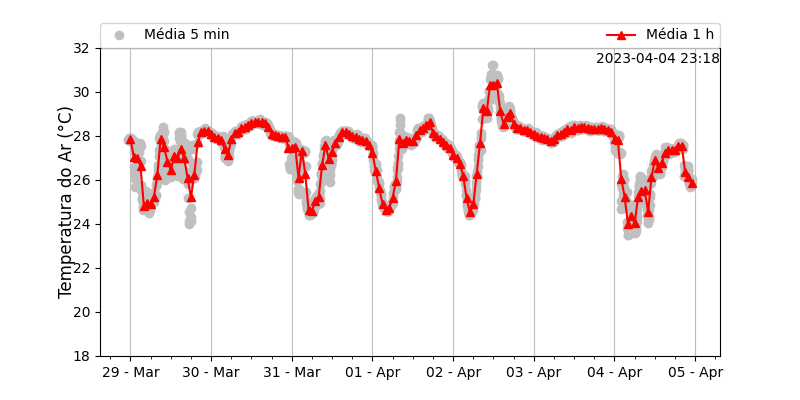 Média 5 min
Média 1 h
2023-04-04 23:18
Temperatura do Ar (°C)
32
30
28
26
24
22
20
18
29 - Mar
30 - Mar
31 - Mar
01 - Apr
02 - Apr
03 - Apr
04 - Apr
05 - Apr